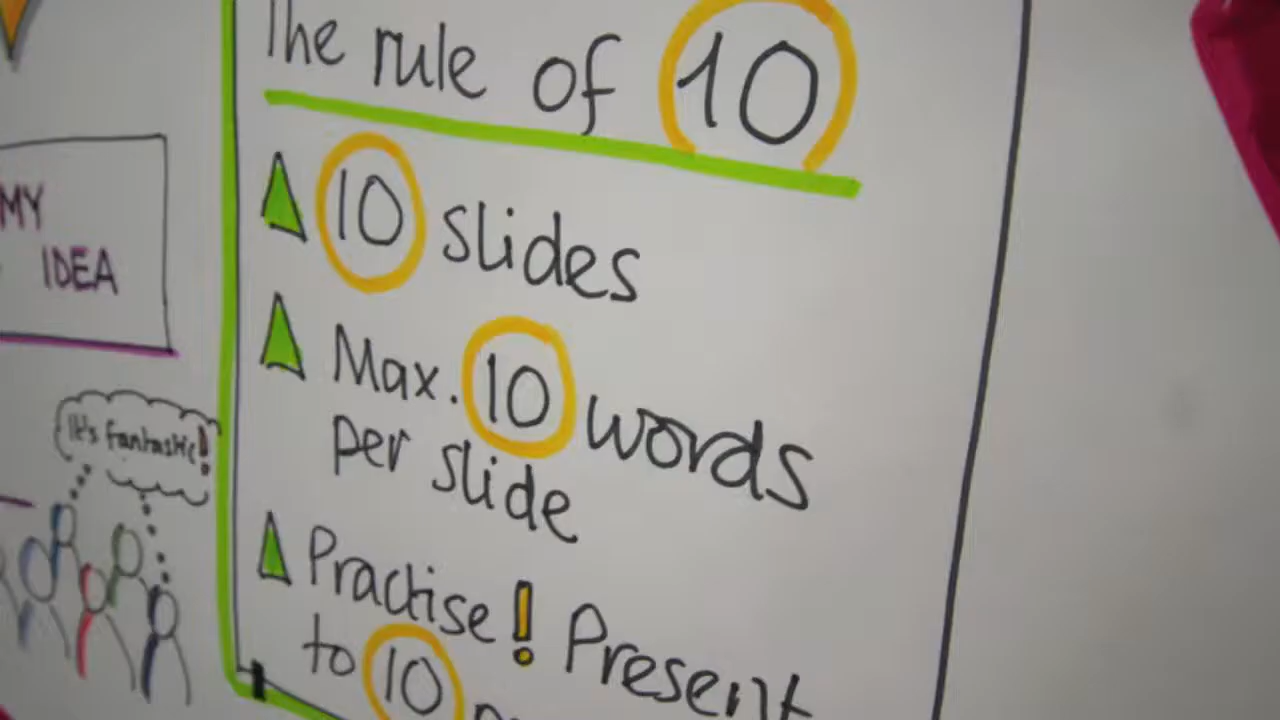 The rule of 10
10 slides
Max. 10 words
per slide
Practise! Present
to 10
MY
IDEA
It's fantastic!